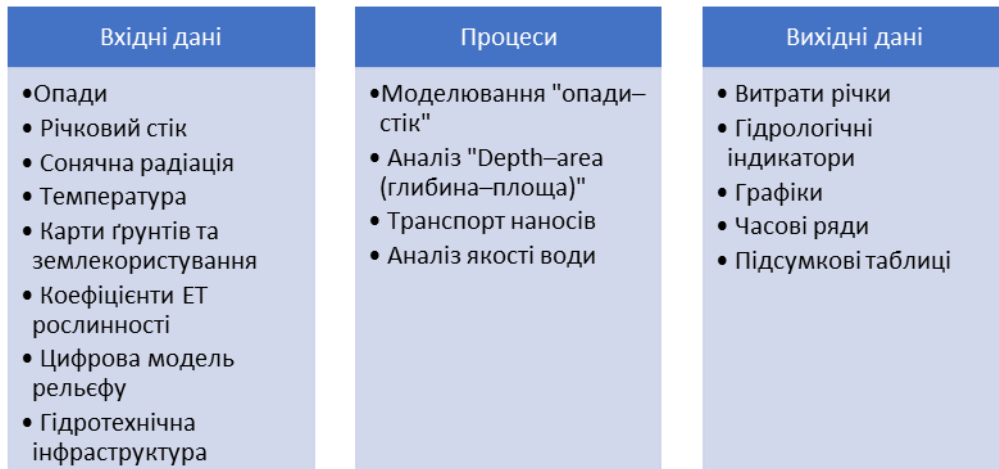 Вхідні дані
•Опади
• Річковий стік
• Сонячна радіація
• Температура
• Карти ґрунтів та
землекористування
• Коефіцієнти ЕТ
рослинності
• Цифрова модель
рельєфу
• Гідротехнічна
інфраструктура
Процеси
•Моделювання "опади–
стік"
• Аналіз "Depth–area
(глибина–площа)"
• Транспорт наносів
• Аналіз якості води
Вихідні дані
• Витрати річки
• Гідрологічні
індикатори
• Графіки
• Часові ряди
• Підсумкові таблиці